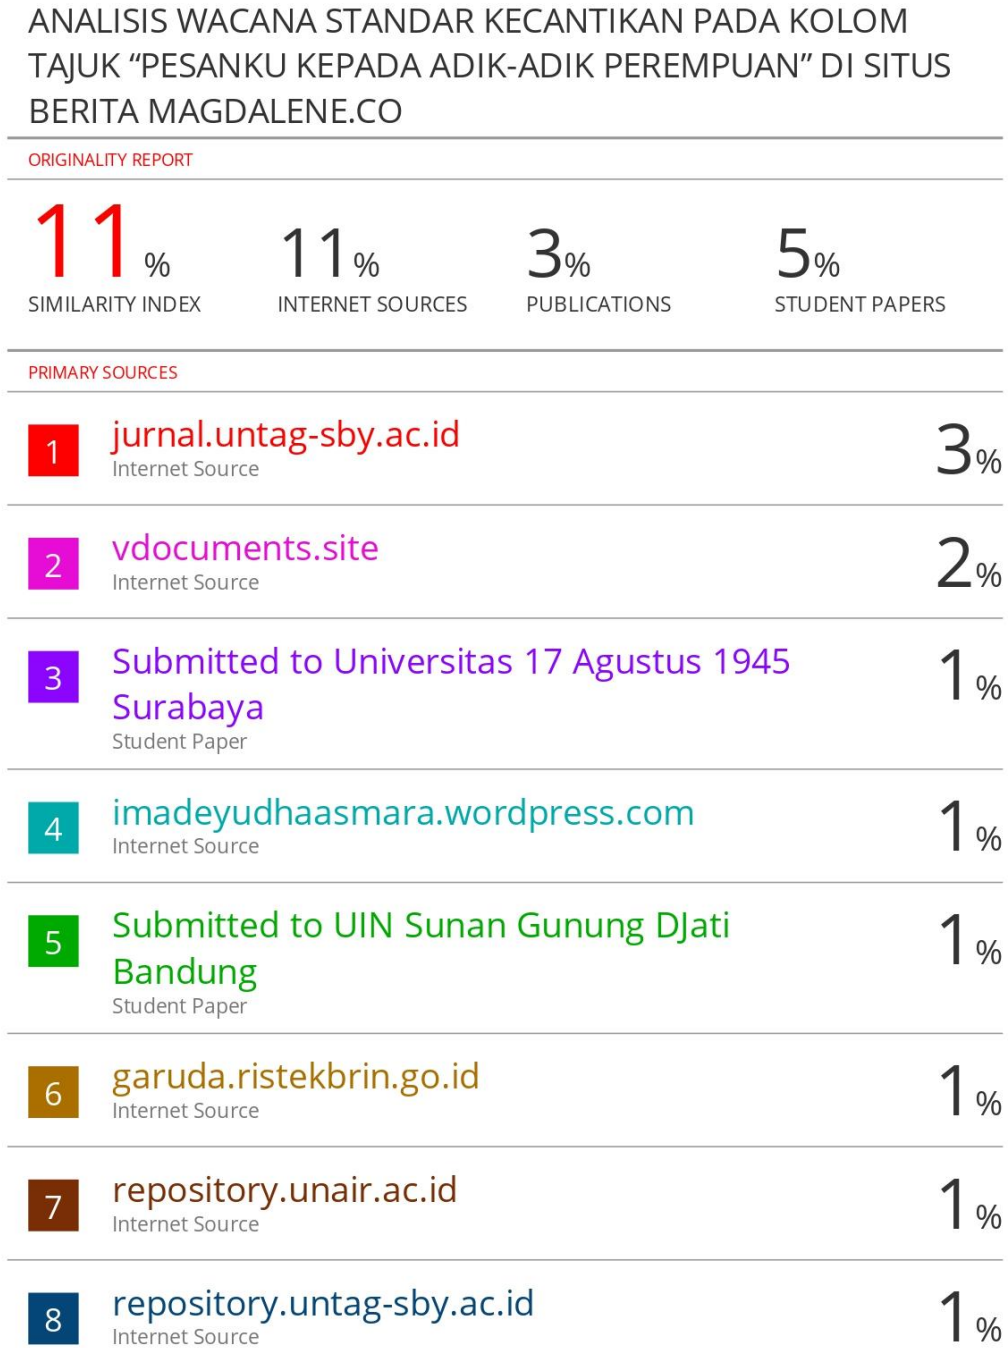 ANALISIS WACANA STANDAR KECANTIKAN PADA KOLOM
TAJUK “PESANKU KEPADA ADIK-ADIK PEREMPUAN” DI SITUS
BERITA MAGDALENE.CO
ORIGINALITY REPORT
11% 11% 3% 5%
SIMILARITY INDEX INTERNET SOURCES PUBLICATIONS STUDENT PAPERS
PRIMARY SOURCES
1 jurnal.untag-sby.ac.id 3%
Internet Source
2 vdocuments.site 2%
Internet Source
3 Submitted to Universitas 17 Agustus 1945 1%
Surabaya
Student Paper
4 imadeyudhaasmara.wordpress.com 1%
Internet Source
5 Submitted to UIN Sunan Gunung DJati 1%
Bandung
Student Paper
6 garuda.ristekbrin.go.id 1%
Internet Source
7 repository.unair.ac.id 1%
Internet Source
8 repository.untag-sby.ac.id 1%
Internet Source